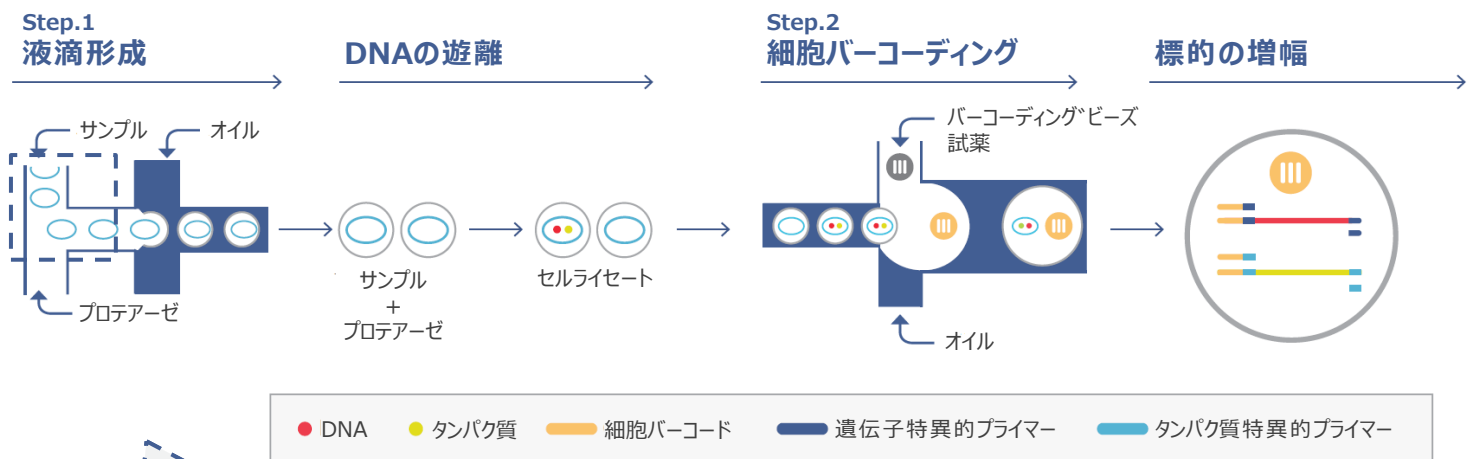 Step.1
液滴形成
DNAの遊離
Step.2
細胞バーコーディング
標的の増幅
サンプル
オイル
プロテアーゼ
サンプル
+
プロテアーゼ
セルライセート
バーコーディングビーズ
試薬
オイル
DNA
タンパク質
細胞バーコード
遺伝子特異的プライマー
タンパク質特異的プライマー